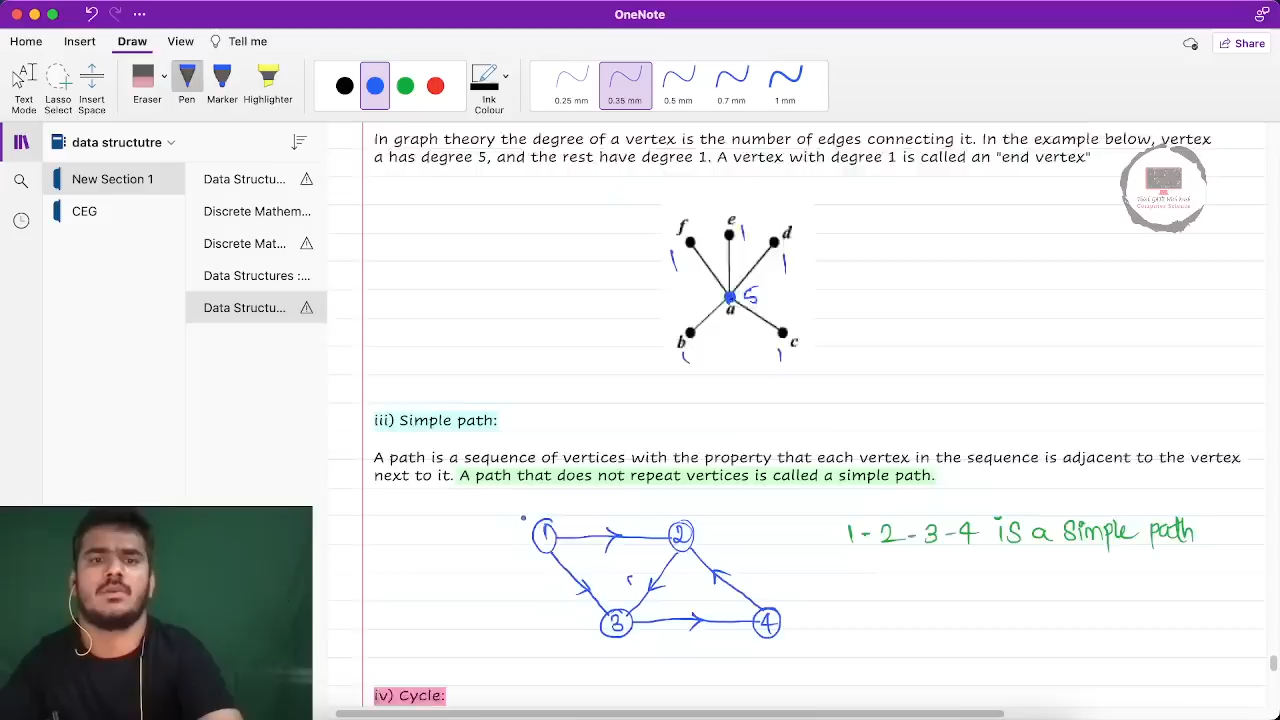 OneNote
Home Insert Draw View Tell me
Share
Text Mode
Lasso Select
Insert Space
Eraser
Pen
Marker
Highlighter
Ink Colour
0.25 mm
0.35 mm
0.5 mm
0.7 mm
1 mm
data structutre
New Section 1
CEG
Data Structu...
Discrete Mathem...
Discrete Mat...
Data Structures :...
Data Structu...
In graph theory the degree of a vertex is the number of edges connecting it. In the example below, vertex
a has degree 5, and the rest have degree 1. A vertex with degree 1 is called an "end vertex"
Computer Science
f e 1 d
1 1
a 5
b c
1
iii) Simple path:
A path is a sequence of vertices with the property that each vertex in the sequence is adjacent to the vertex
next to it. A path that does not repeat vertices is called a simple path.
1 2
3 4
1-2-3-4 is a simple path
iv) Cycle: